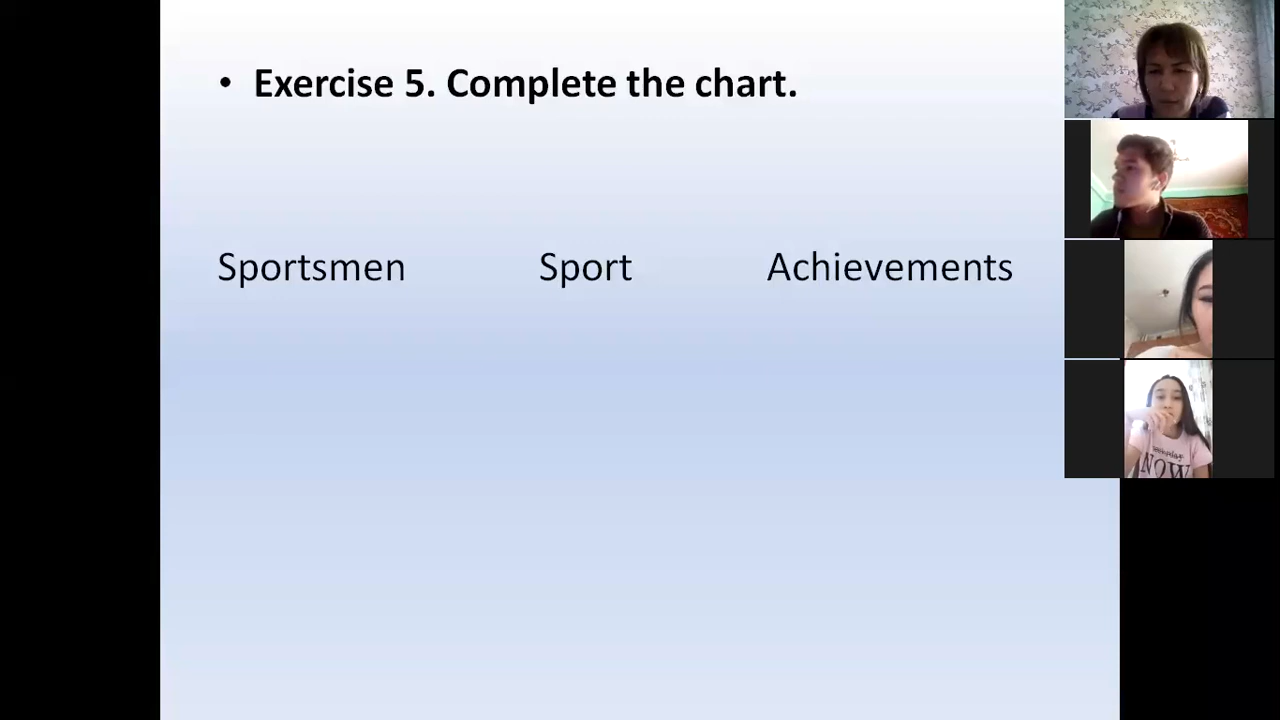 • Exercise 5. Complete the chart.
Sportsmen Sport Achievements
NOW